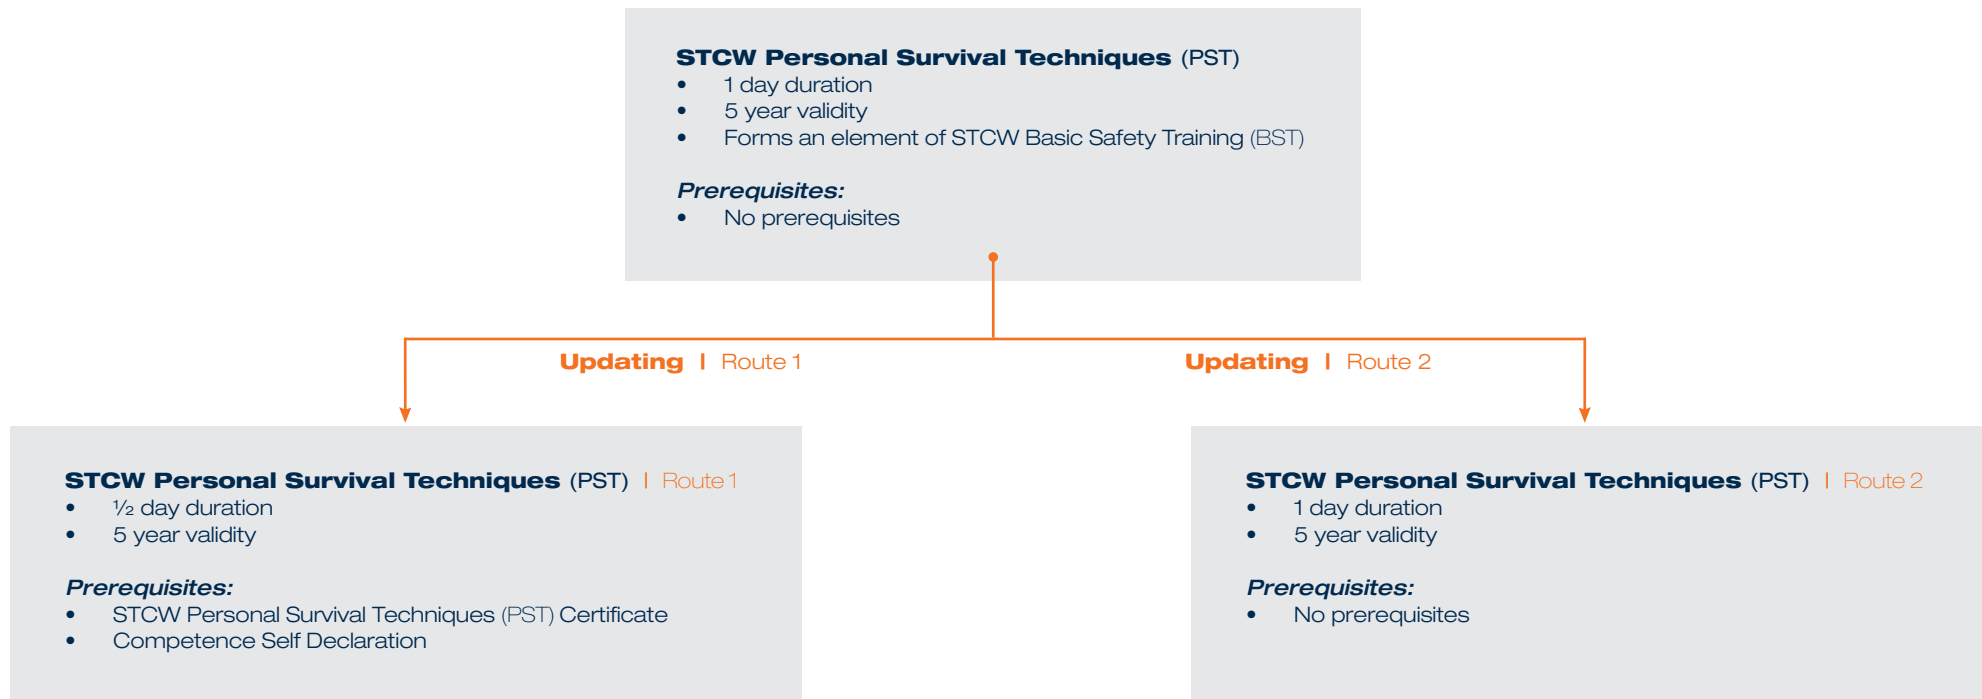 STCW Personal Survival Techniques (PST)
• 1 day duration
• 5 year validity
• Forms an element of STCW Basic Safety Training (BST)
Prerequisites:
• No prerequisites
Updating | Route 1
Updating | Route 2
STCW Personal Survival Techniques (PST) | Route 1
• ½ day duration
• 5 year validity
Prerequisites:
• STCW Personal Survival Techniques (PST) Certificate
• Competence Self Declaration
STCW Personal Survival Techniques (PST) | Route 2
• 1 day duration
• 5 year validity
Prerequisites:
• No prerequisites